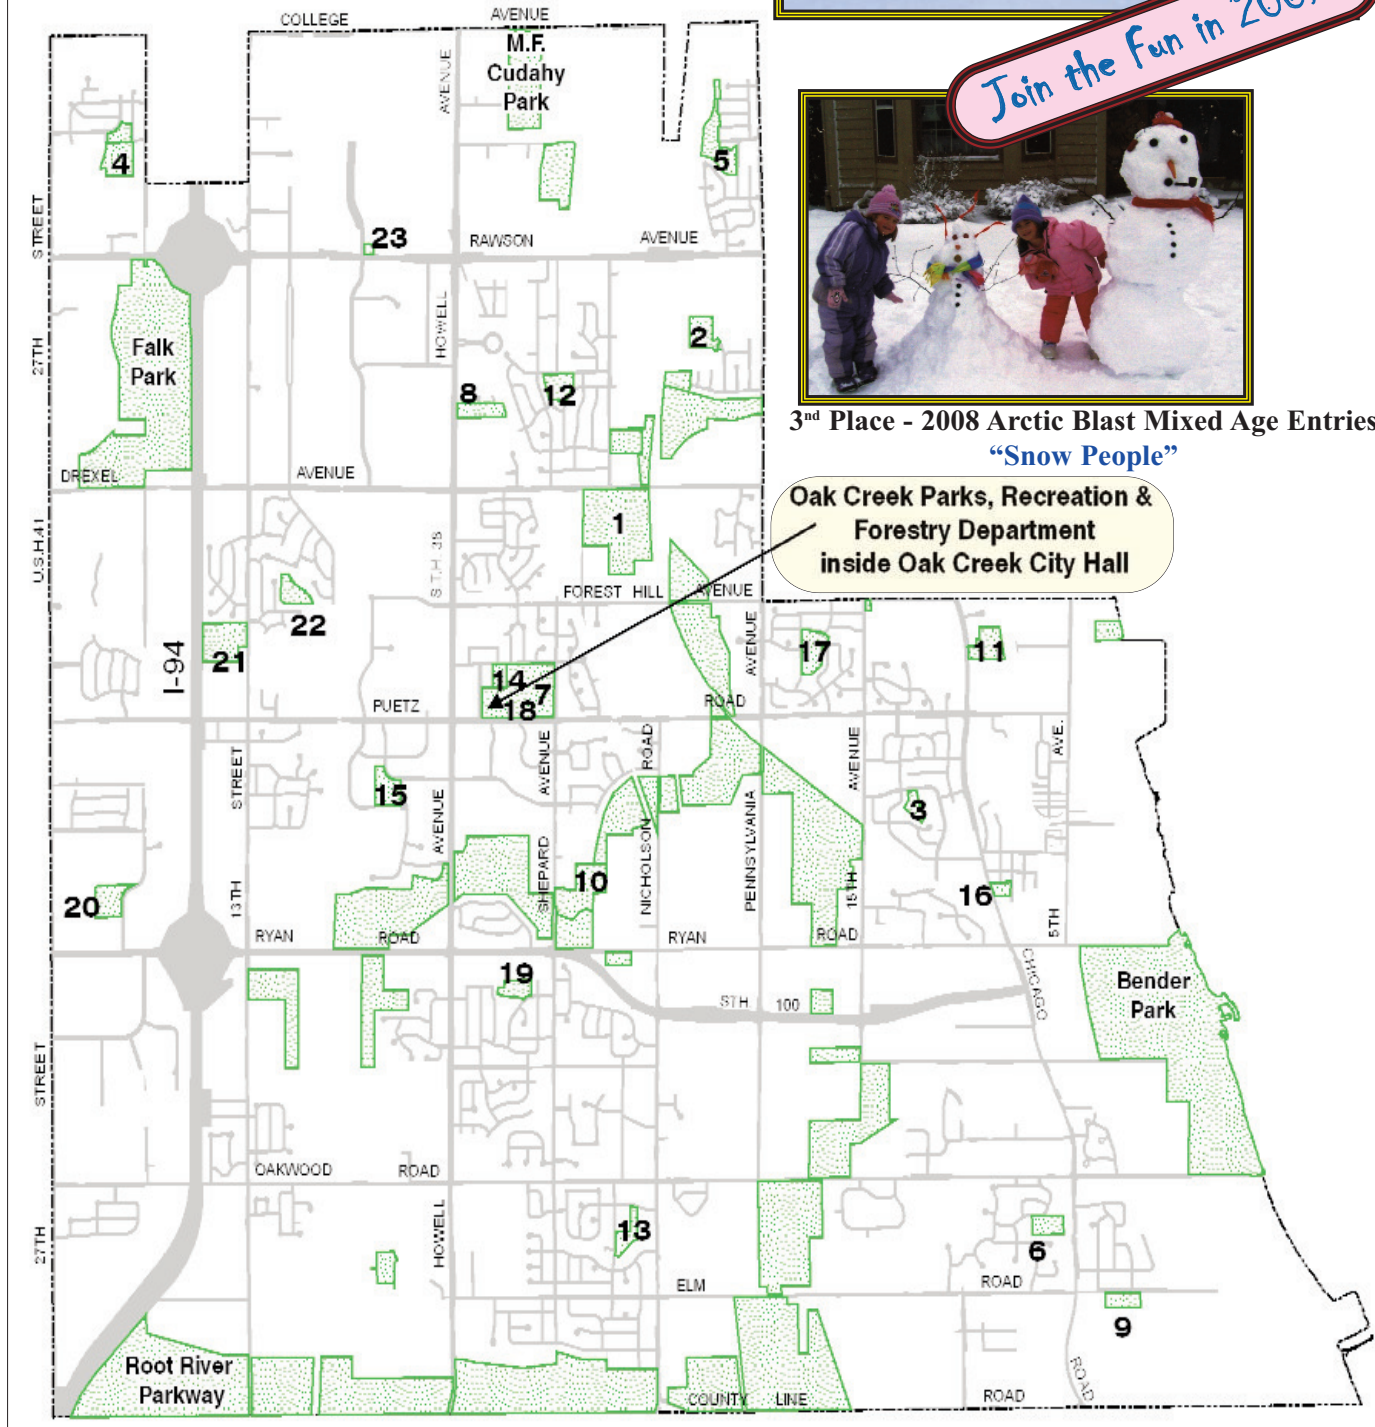 COLLEGE
AVENUE
Join the Fun in
M.F.
Cudahy
Park
AVENUE
4
5
STREET
23
RAWSON
AVENUE
27TH
Falk
Park
HOWELL
2
8
12
3nd Place - 2008 Arctic Blast Mixed Age Entries
“Snow People”
DREXEL
AVENUE
Oak Creek Parks, Recreation &
Forestry Department
inside Oak Creek City Hall
1
U.S.H.41
S.T.H. 38
FOREST HILL AVENUE
22
I-94
21
AVENUE
17
11
14
7
18
PUETZ
ROAD
STREET
AVENUE
ROAD
AVENUE
AVE.
15
AVENUE
3
SHEPARD
NICHOLSON
PENNSYLVANIA
10
20
13TH
15TH
16
5TH
RYAN
ROAD
RYAN
ROAD
19
CHICAGO
Bender
Park
STH 100
STREET
OAKWOOD
ROAD
27TH
HOWELL
13
6
ELM
ROAD
9
Root River
Parkway
COUNTY LINE
ROAD
ROAD